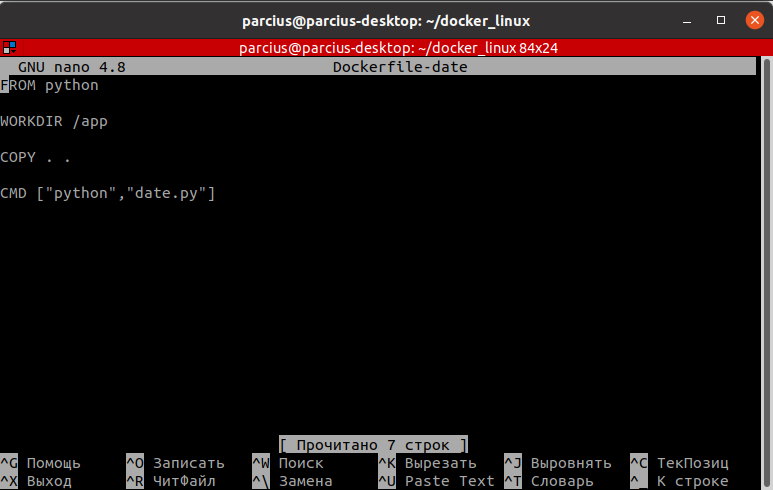 parcius@parcius-desktop: ~/docker_linux
parcius@parcius-desktop: ~/docker_linux 84x24
GNU nano 4.8 Dockerfile-date
FROM python
WORKDIR /app
COPY . .
CMD ["python","date.py"]
[ Прочитано 7 строк ]
^G Помощь ^O Записать ^W Поиск ^K Вырезать ^J Выровнять ^C ТекПозиц
^X Выход ^R ЧитФайл ^\ Замена ^U Paste Text ^T Словарь ^_ К строке